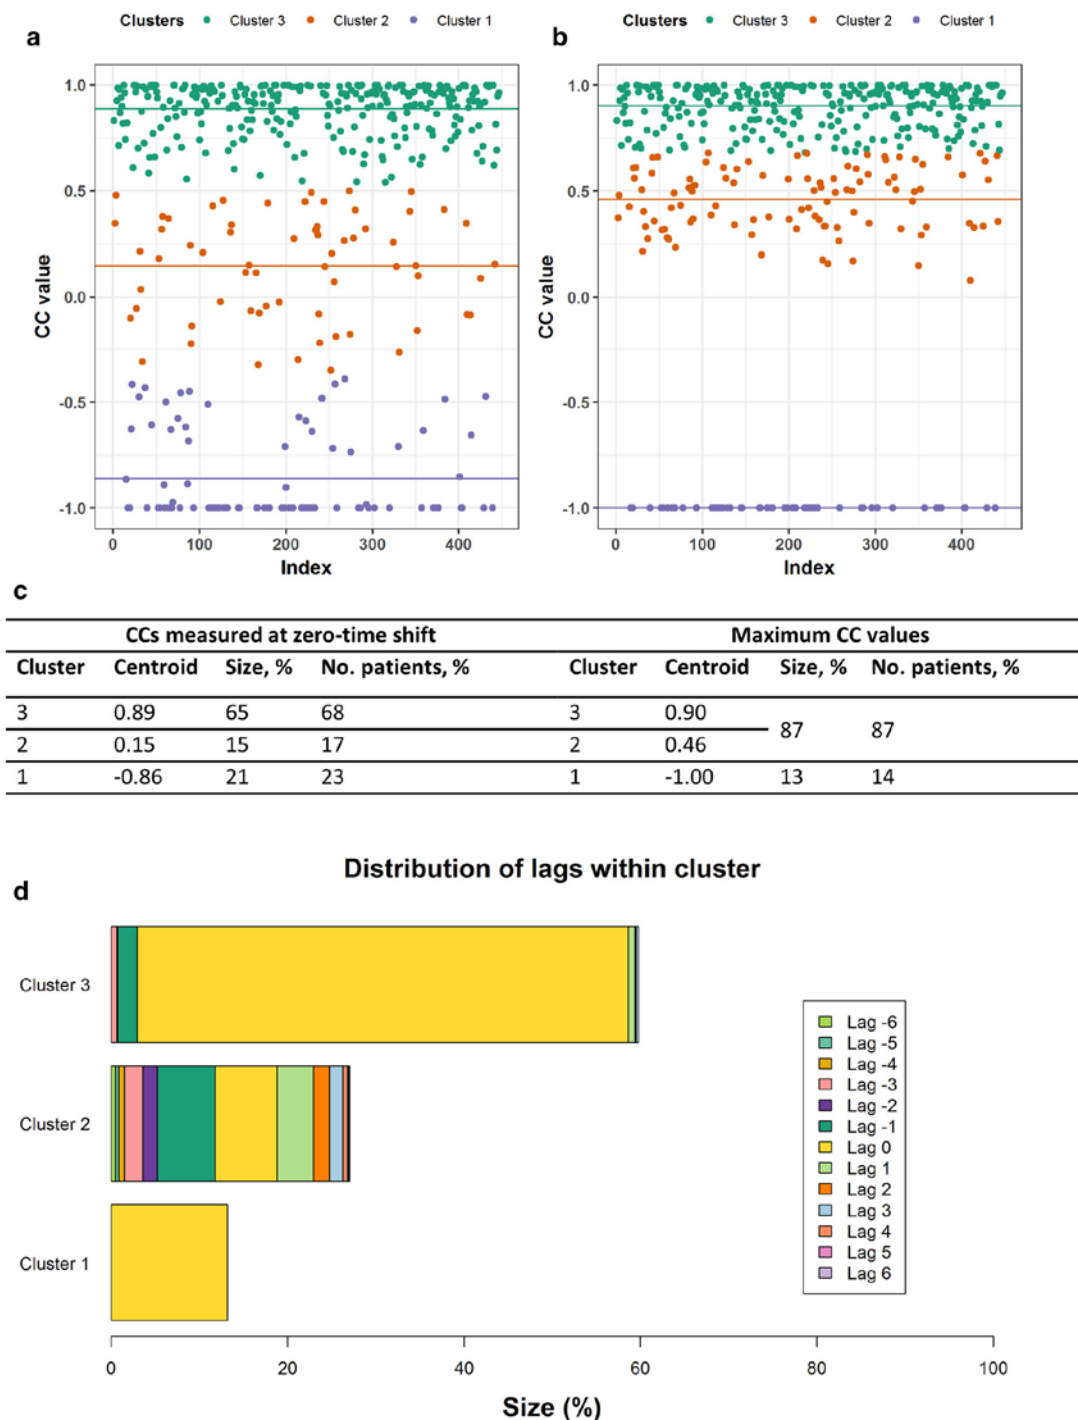 Clusters Cluster 3 Cluster 2 Cluster 1
a
1.0
0.5
0.0
-0.5
-1.0
CC value
0 100 200 300 400
Index
Clusters Cluster 3 Cluster 2 Cluster 1
b
1.0
0.5
0.0
-0.5
-1.0
CC value
0 100 200 300 400
Index
c
CCs measured at zero-time shift Maximum CC values
Cluster Centroid Size, % No. patients, % Cluster Centroid Size, % No. patients, %
3 0.89 65 68 3 0.90
87 87
2 0.15 15 17 2 0.46
1 -0.86 21 23 1 -1.00 13 14
Distribution of lags within cluster
d
Cluster 3
Cluster 2
Cluster 1
Lag -6
Lag -5
Lag -4
Lag -3
Lag -2
Lag -1
Lag 0
Lag 1
Lag 2
Lag 3
Lag 4
Lag 5
Lag 6
0 20 40 60 80 100
Size (%)